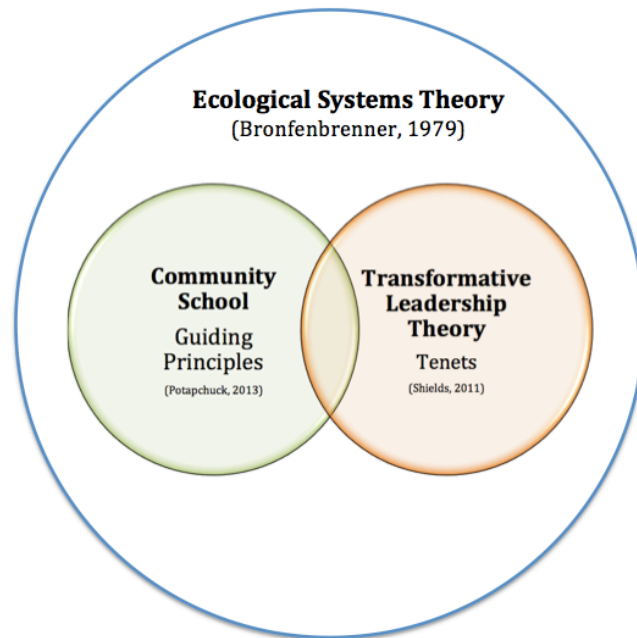 Ecological Systems Theory
(Bronfenbrenner, 1979)
Community
School
Guiding
Principles
(Potapchuck, 2013)
Transformative
Leadership
Theory
Tenets
(Shields, 2011)